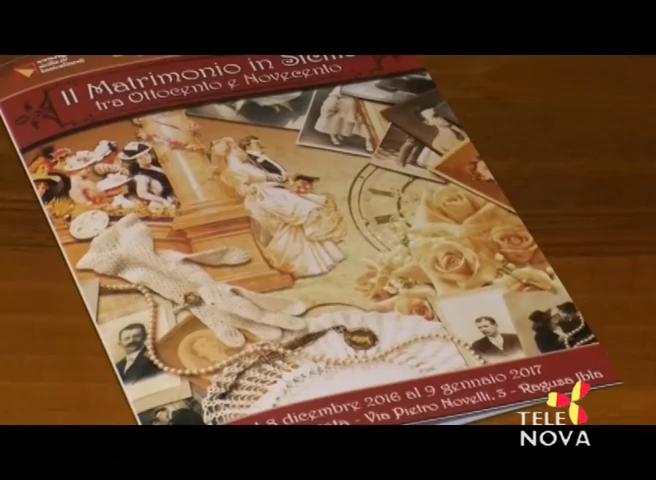 Il Matrimonio in Sicilia
tra Ottocento e Novecento
8 dicembre 2016 al 9 gennaio 2017
- Via Pietro Novelli, 5 - Ragusa Ibla
TELE
NOVA